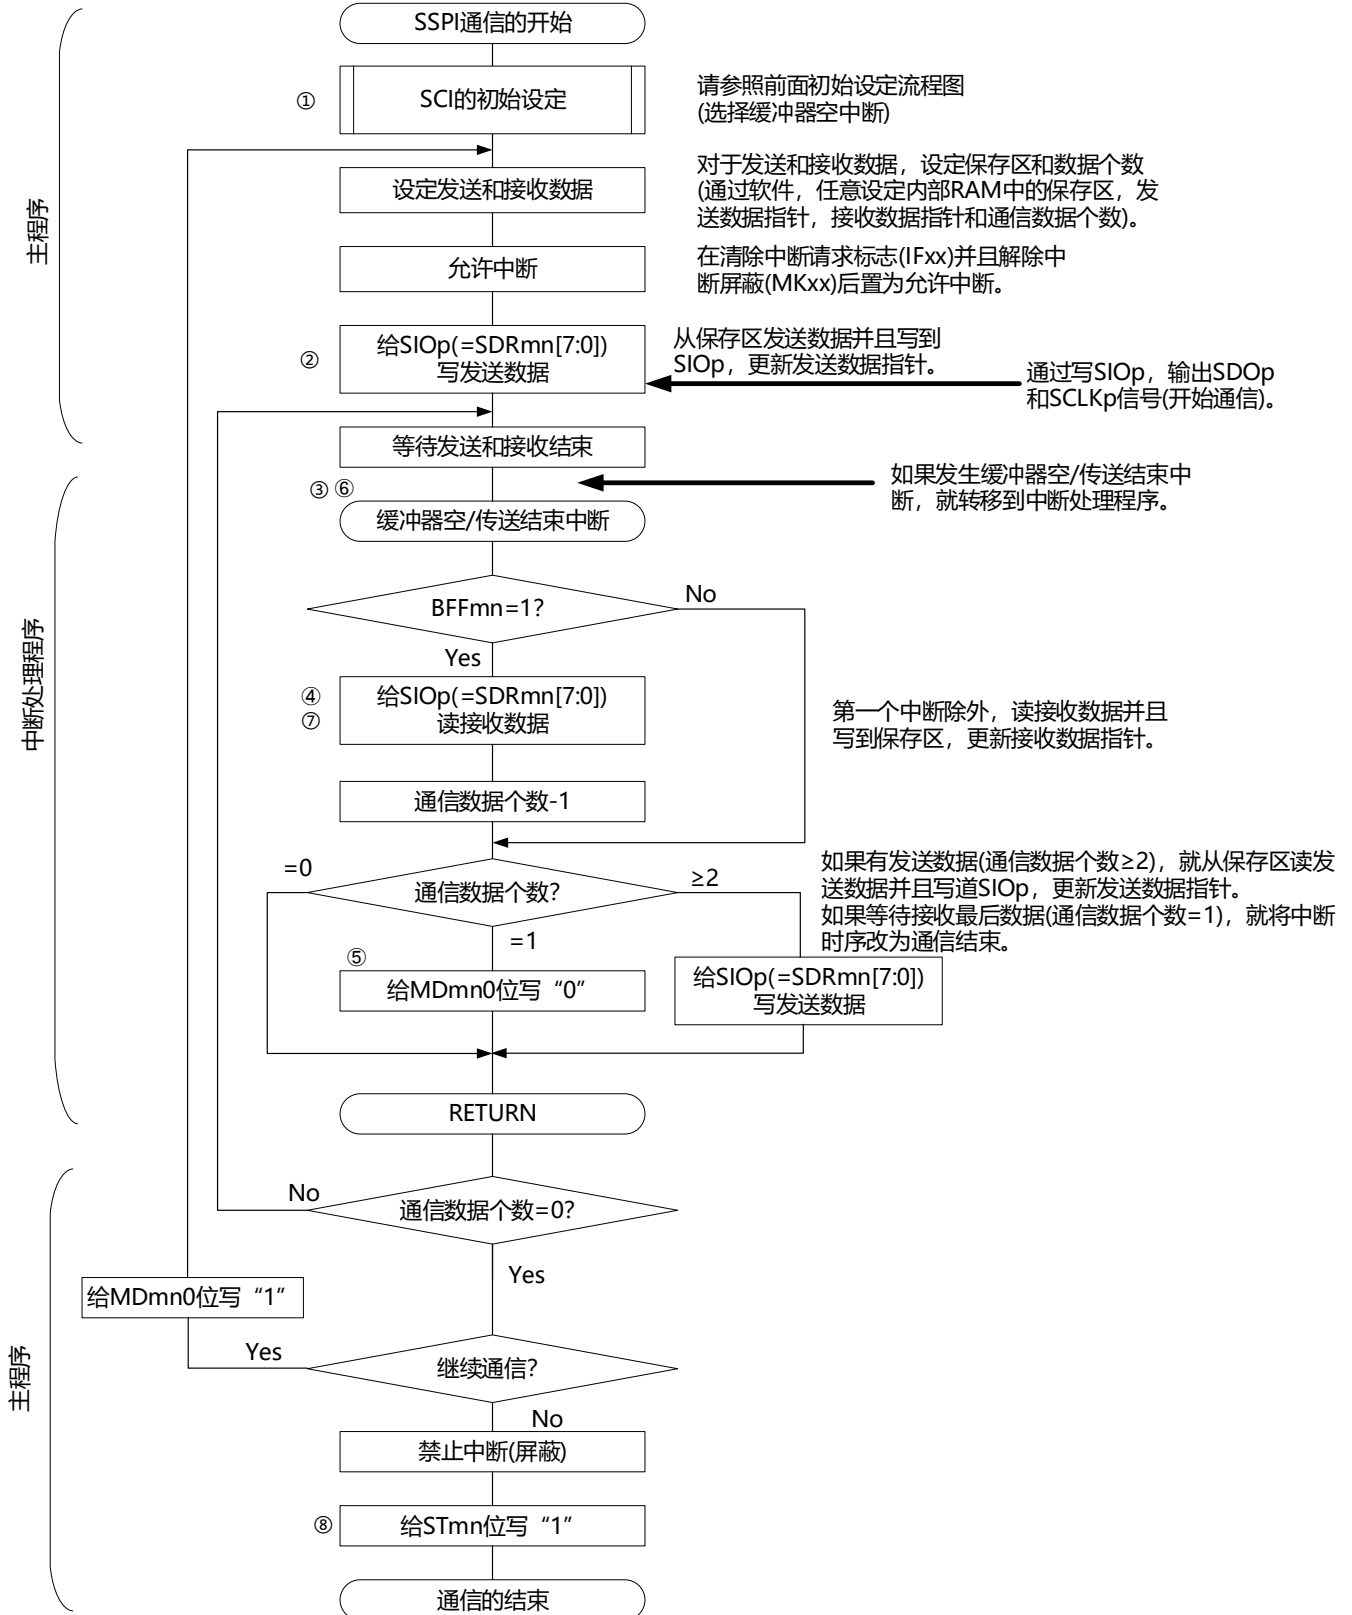 SSPI通信的开始
①
SCI的初始设定
请参照前面初始设定流程图
(选择缓冲器空中断)
主程序
设定发送和接收数据
对于发送和接收数据，设定保存区和数据个数
(通过软件，任意设定内部RAM中的保存区，发
送数据指针，接收数据指针和通信数据个数)。
允许中断
在清除中断请求标志(IFxx)并且解除中
断屏蔽(MKxx)后置为允许中断。
②
给SIOp(=SDRmn[7:0])
写发送数据
从保存区发送数据并且写到
SIOp，更新发送数据指针。
通过写SIOp，输出SDOp
和SCLKp信号(开始通信)。
等待发送和接收结束
③ ⑥
如果发生缓冲器空/传送结束中
断，就转移到中断处理程序。
缓冲器空/传送结束中断
中断处理程序
BFFmn=1?
No
Yes
④
⑦
给SIOp(=SDRmn[7:0])
读接收数据
第一个中断除外，读接收数据并且
写到保存区，更新接收数据指针。
通信数据个数-1
=0
通信数据个数?
≥2
=1
如果有发送数据(通信数据个数≥2)，就从保存区读发
送数据并且写道SIOp，更新发送数据指针。
如果等待接收最后数据(通信数据个数=1)，就将中断
时序改为通信结束。
⑤
给MDmn0位写“0”
给SIOp(=SDRmn[7:0])
写发送数据
RETURN
No
通信数据个数=0?
Yes
给MDmn0位写“1”
主程序
Yes
继续通信?
No
禁止中断(屏蔽)
⑧
给STmn位写“1”
通信的结束